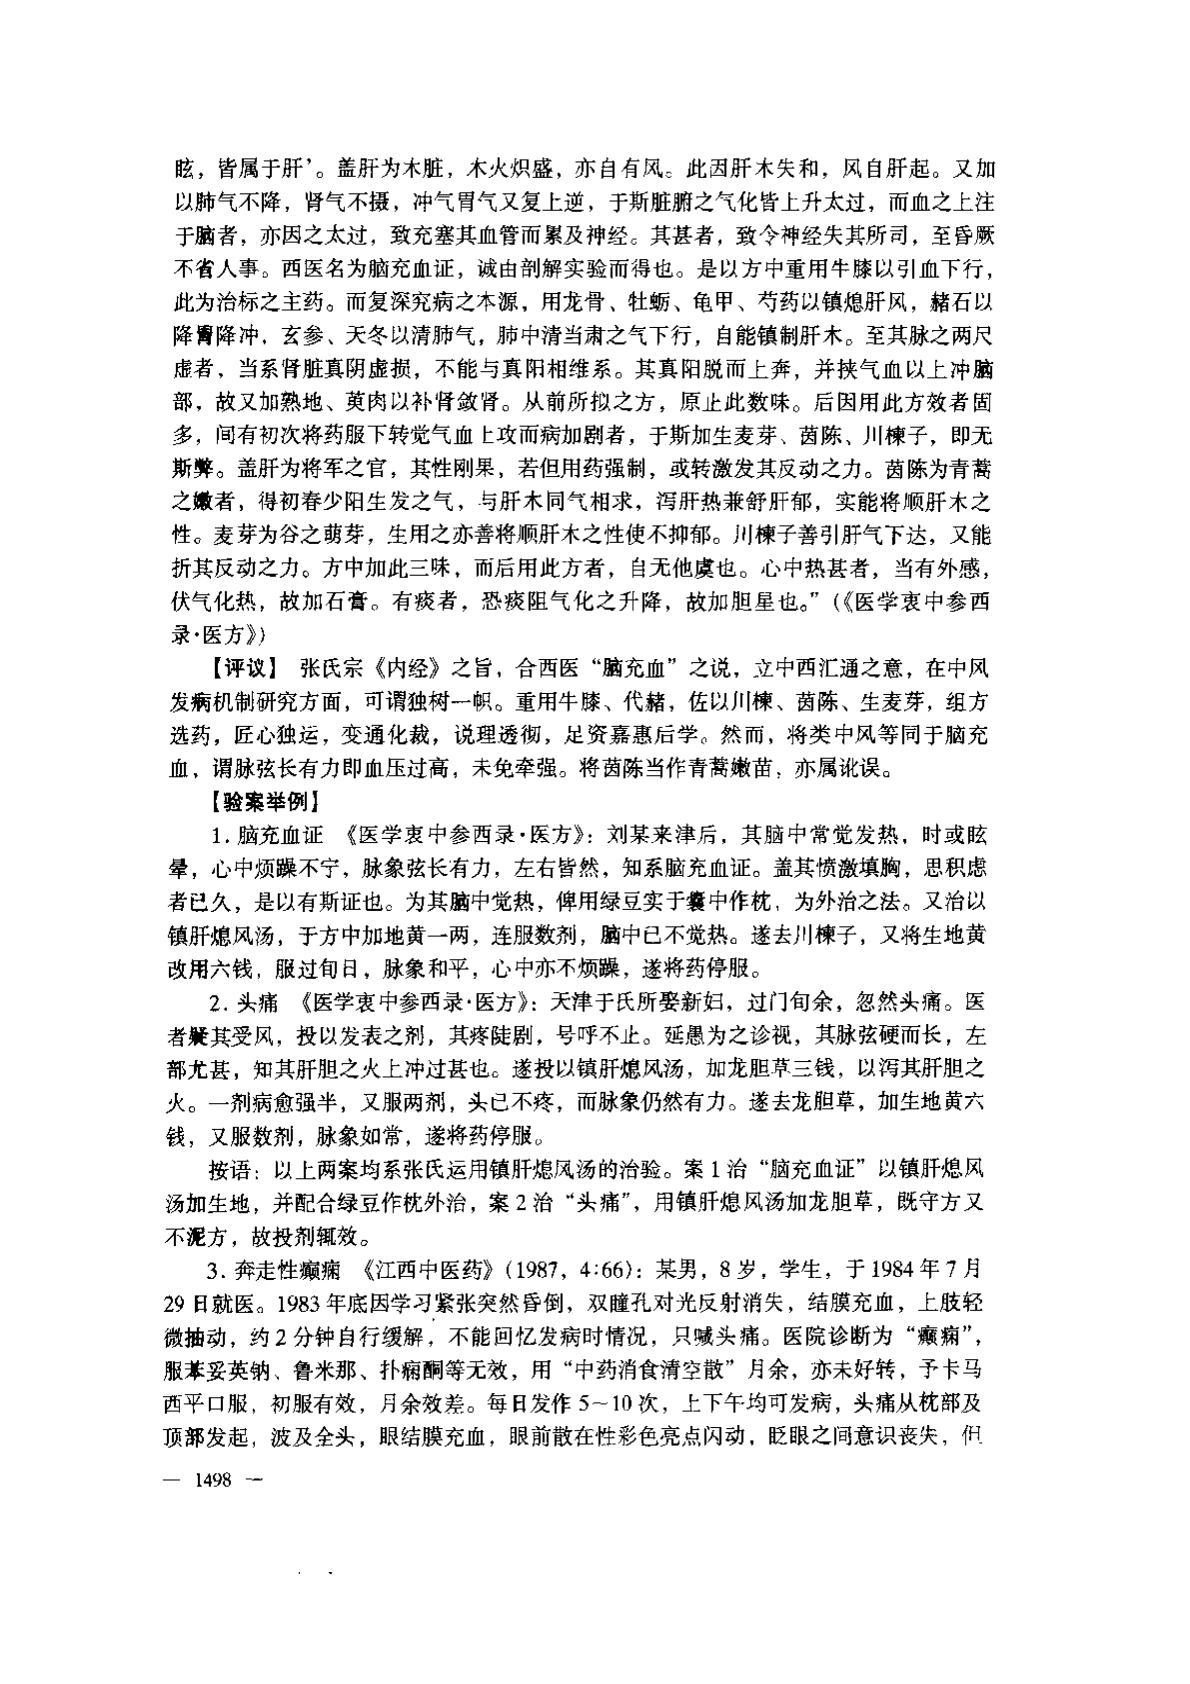 眩，皆属于肝’。盖肝为木脏，木火炽盛，亦自有风。此因肝木失和，风自肝起。又加
以肺气不降，肾气不摄，冲气胃气又复上逆，于斯脏腑之气化皆上升太过，而血之上注
于脑者，亦因之太过，致充塞其血管而累及神经。其甚者，致令神经失其所司，至昏厥
不省人事。西医名为脑充血证，诚由剖解实验而得也。是以方中重用牛膝以引血下行，
此为治标之主药。而复深究病之本源，用龙骨、牡蛎、龟甲、芍药以镇熄肝风，赭石以
降胃降冲，玄参、天冬以清肺气，肺中清肃之气下行，自能镇制肝木。至其脉之两尺
虚者，当系肾脏真阴虚损，不能与真阳相维系。其真阳脱而上奔，并挟气血以上冲脑
部，故又加熟地、萸肉以补肾敛肾。从前所拟之方，原止此数味。后因用此方效者固
多，间有初次将药服下转觉气血上攻而病加剧者，于斯加生麦芽、茵陈、川楝子，即无
斯弊。盖肝为将军之官，其性刚果，若但用药强制，或转激发其反动之力。茵陈为青蒿
之嫩者，得初春少阳生发之气，与肝木同气相求，泻肝热兼舒肝郁，实能将顺肝木之
性。麦芽为谷之萌芽，生用之亦善将顺肝木之性使不抑郁。川楝子善引肝气下达，又能
折其反动之力。方中加此三味，而后用此方者，自无他虞也。心中热甚者，当有外感，
伏气化热，故加石膏。有痰者，恐痰阻气化之升降，故加胆星也。”(《医学衷中参西
录·医方》)
【评议】 张氏宗《内经》之旨，合西医“脑充血”之说，立中西汇通之意，在中风
发病机制研究方面，可谓独树一帜。重用牛膝、代赭，佐以川楝、茵陈、生麦芽，组方
选药，匠心独运，变通化裁，说理透彻，足资嘉惠后学。然而，将类中风等同于脑充
血，谓脉弦长有力即血压过高，未免牵强。将茵陈当作青蒿嫩苗，亦属讹误。
【验案举例】
1. 脑充血证 《医学衷中参西录·医方》：刘某来津后，其脑中常觉发热，时或眩
晕，心中烦躁不宁，脉象弦长有力，左右皆然，知系脑充血证。盖其愤激填胸，思积虑
者已久，是以有斯证也。为其脑中觉热，俾用绿豆实于囊中作枕，为外治之法。又治以
镇肝熄风汤，于方中加地黄一两，连服数剂，脑中已不觉热。遂去川楝子，又将生地黄
改用六钱，服过旬日，脉象和平，心中亦不烦躁，遂将药停服。
2. 头痛 《医学衷中参西录·医方》：天津于氏所娶新妇，过门旬余，忽然头痛。医
者疑其受风，投以发表之剂，其疼陡剧，号呼不止。延愚为之诊视，其脉弦硬而长，左
部尤甚，知其肝胆之火上冲过甚也。遂投以镇肝熄风汤，加龙胆草三钱，以泻其肝胆之
火。一剂病愈强半，又服两剂，头已不疼，而脉象仍然有力。遂去龙胆草，加生地黄六
钱，又服数剂，脉象如常，遂将药停服。
按语：以上两案均系张氏运用镇肝熄风汤的治验。案1治“脑充血证”以镇肝熄风
汤加生地，并配合绿豆作枕外治，案2治“头痛”，用镇肝熄风汤加龙胆草，既守方又
不泥方，故投剂辄效。
3. 奔走性癫痫 《江西中医药》(1987，4:66)：某男，8岁，学生，于1984年7月
29日就医。1983年底因学习紧张突然昏倒，双瞳孔对光反射消失，结膜充血，上肢轻
微抽动，约2分钟自行缓解，不能回忆发病时情况，只喊头痛。医院诊断为“癫痫”，
服苯妥英钠、鲁米那、扑痫酮等无效，用“中药消食清空散”月余，亦未好转，予卡马
西平口服，初服有效，月余效差。每日发作5～10次，上下午均可发病，头痛从枕部及
顶部发起，波及全头，眼结膜充血，眼前散在性彩色亮点闪动，眨眼之间意识丧失，但
— 1498 —